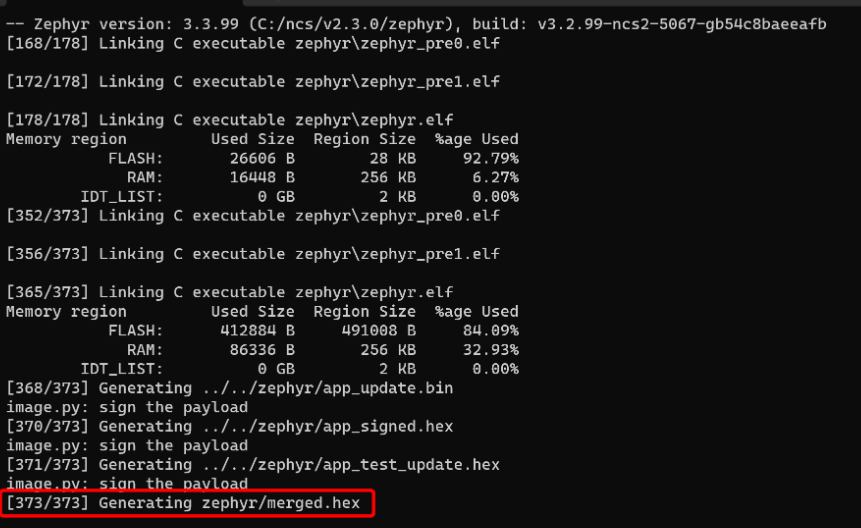 -- Zephyr version: 3.3.99 (C:/ncs/v2.3.0/zephyr), build: v3.2.99-ncs2-5067-gb54c8baeeafb
[168/178] Linking C executable zephyr\zephyr_pre0.elf
[172/178] Linking C executable zephyr\zephyr_pre1.elf
[178/178] Linking C executable zephyr\zephyr.elf
Memory region         Used Size  Region Size  %age Used
           FLASH:       26606 B        28 KB     92.79%
             RAM:       16448 B       256 KB      6.27%
        IDT_LIST:          0 GB         2 KB      0.00%
[352/373] Linking C executable zephyr\zephyr_pre0.elf
[356/373] Linking C executable zephyr\zephyr_pre1.elf
[365/373] Linking C executable zephyr\zephyr.elf
Memory region         Used Size  Region Size  %age Used
           FLASH:      412884 B     491008 B     84.09%
             RAM:       86336 B       256 KB     32.93%
        IDT_LIST:          0 GB         2 KB      0.00%
[368/373] Generating ../../zephyr/app_update.bin
image.py: sign the payload
[370/373] Generating ../../zephyr/app_signed.hex
image.py: sign the payload
[371/373] Generating ../../zephyr/app_test_update.hex
image.py: sign the payload
[373/373] Generating zephyr/merged.hex